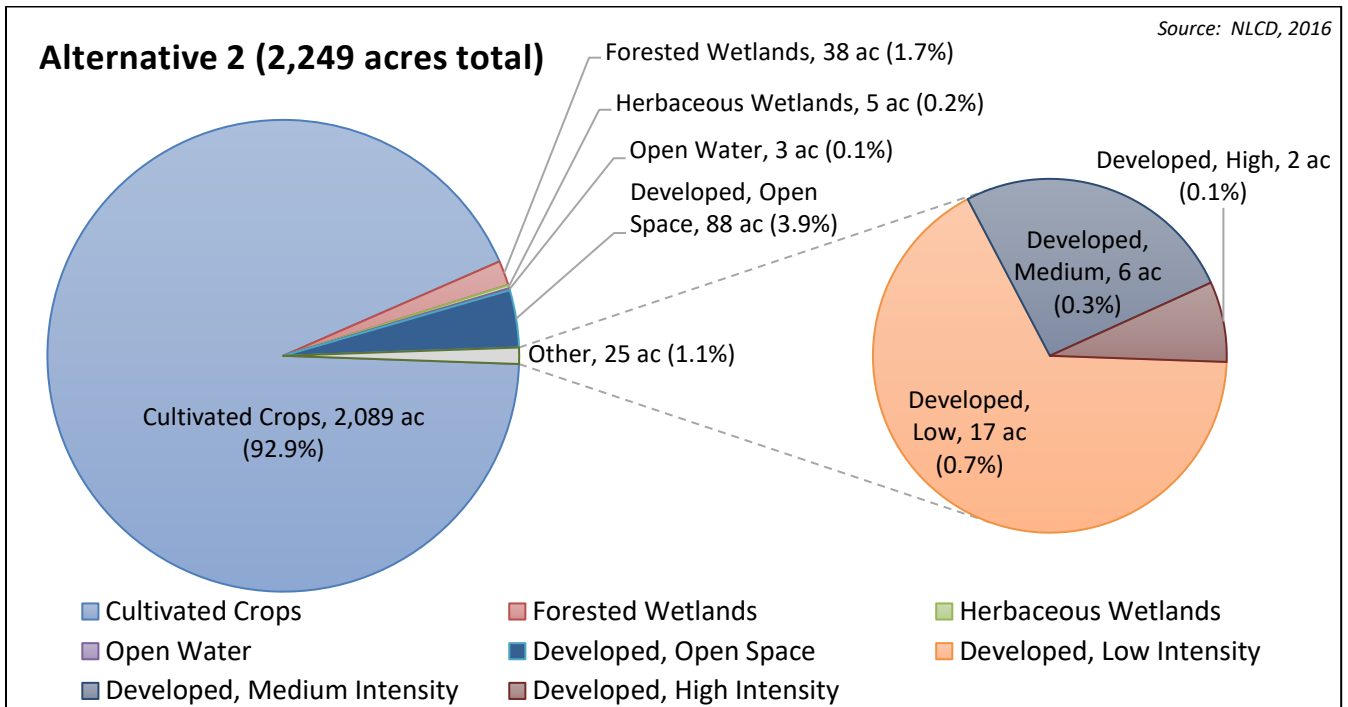 Source: NLCD, 2016
Alternative 2 (2,249 acres total)
Forested Wetlands, 38 ac (1.7%)
Herbaceous Wetlands, 5 ac (0.2%)
Open Water, 3 ac (0.1%)
Developed, Open
Space, 88 ac (3.9%)
Other, 25 ac (1.1%)
Cultivated Crops, 2,089 ac
(92.9%)
Developed, High, 2 ac
(0.1%)
Developed,
Medium, 6 ac
(0.3%)
Developed,
Low, 17 ac
(0.7%)
Cultivated Crops
Forested Wetlands
Herbaceous Wetlands
Open Water
Developed, Open Space
Developed, Low Intensity
Developed, Medium Intensity
Developed, High Intensity